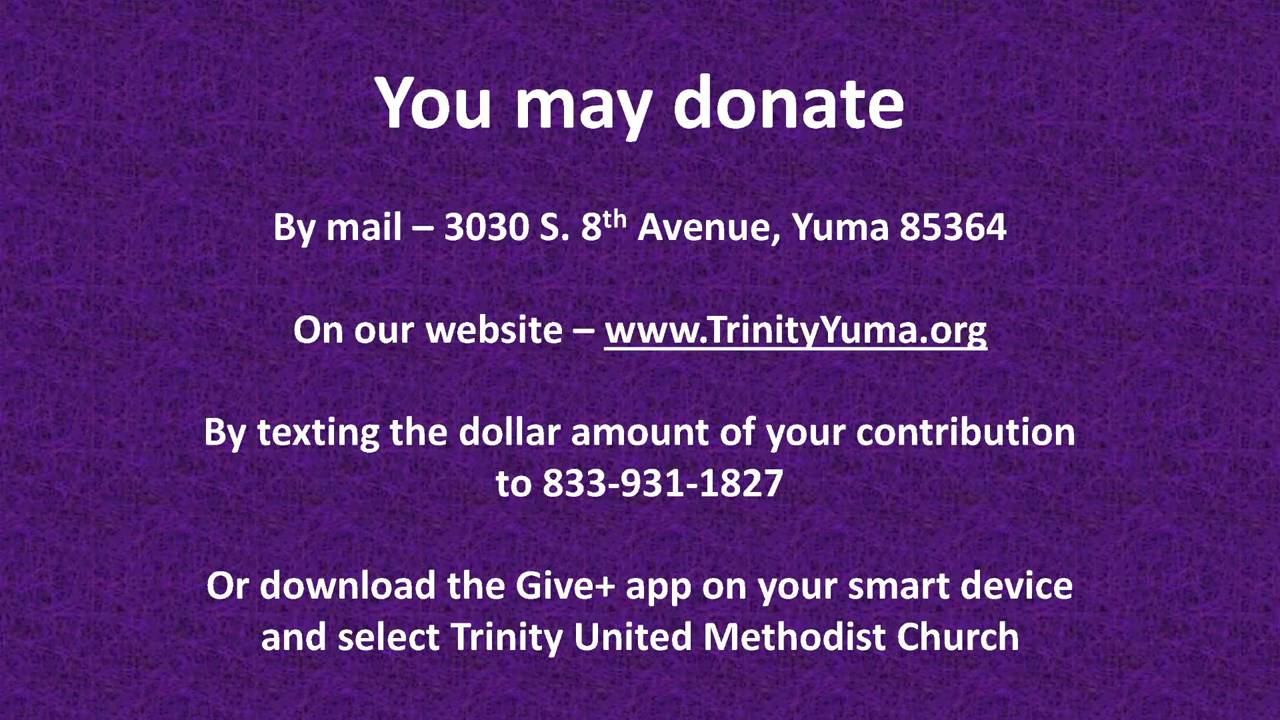 You may donate
By mail – 3030 S. 8th Avenue, Yuma 85364
On our website – www.TrinityYuma.org
By texting the dollar amount of your contribution
to 833-931-1827
Or download the Give+ app on your smart device
and select Trinity United Methodist Church